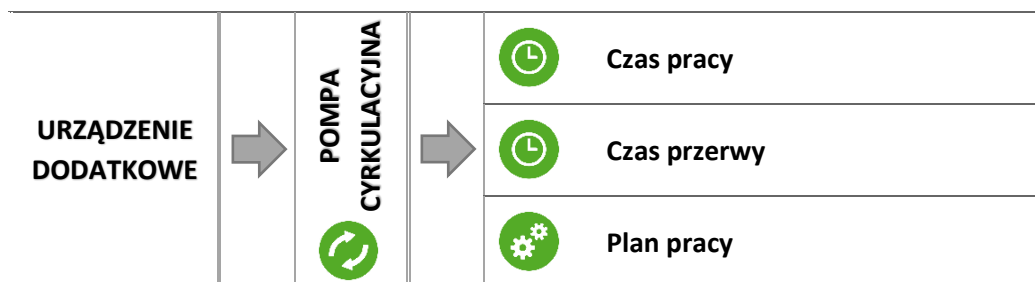 URZĄDZENIE
DODATKOWE
POMPA
CYRKULACYJNA
Czas pracy
Czas przerwy
Plan pracy